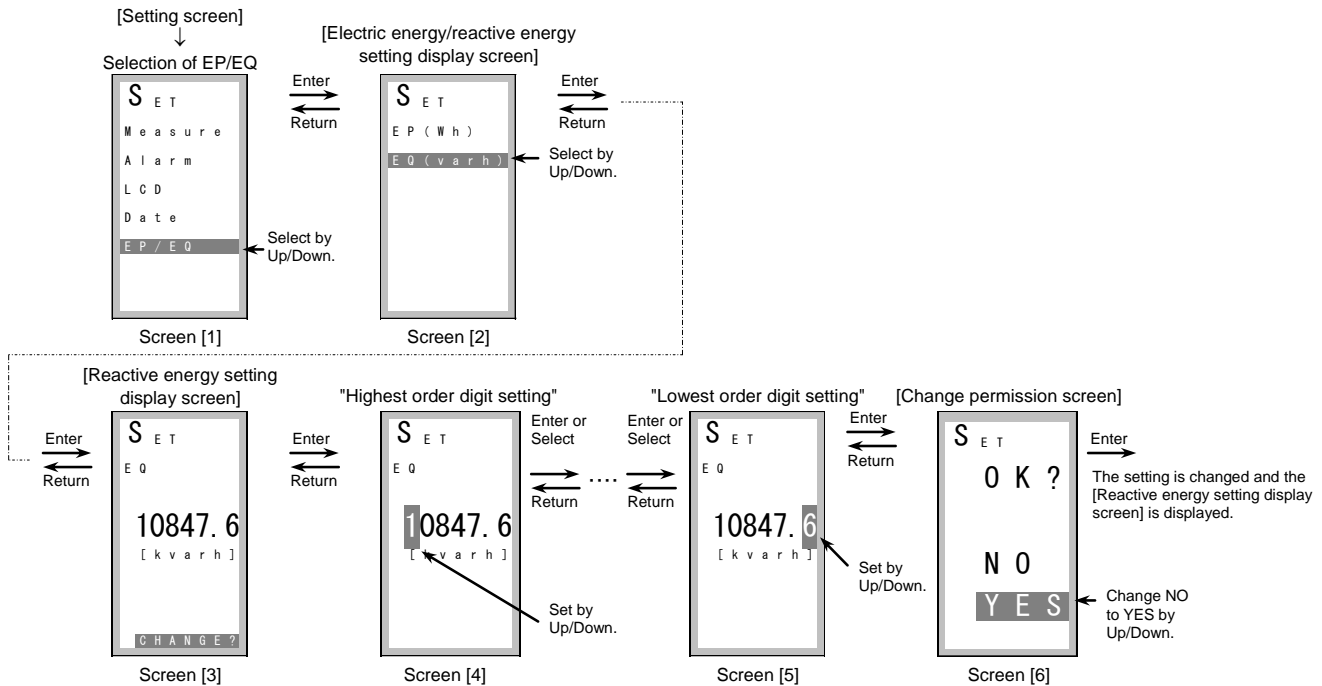 [Setting screen]
↓
Selection of EP/EQ
SET
Measure
Alarm
LCD
Date
EP/EQ
Select by
Up/Down.
Screen [1]
Enter
Return
[Electric energy/reactive energy
setting display screen]
SET
EP(Wh)
EQ(varh)
Select by
Up/Down.
Screen [2]
Enter
Return
Enter
Return
[Reactive energy setting
display screen]
SET
EQ
10847.6
[kvarh]
CHANGE?
Screen [3]
Enter
Return
"Highest order digit setting"
SET
EQ
10847.6
[kvarh]
Set by
Up/Down.
Screen [4]
Enter or
Select
Return
....
Enter or
Select
Return
"Lowest order digit setting"
SET
EQ
10847.6
[kvarh]
Set by
Up/Down.
Screen [5]
Enter
Return
[Change permission screen]
SET
OK?
NO
YES
Change NO
to YES by
Up/Down.
Screen [6]
Enter
The setting is changed and the
[Reactive energy setting display
screen] is displayed.